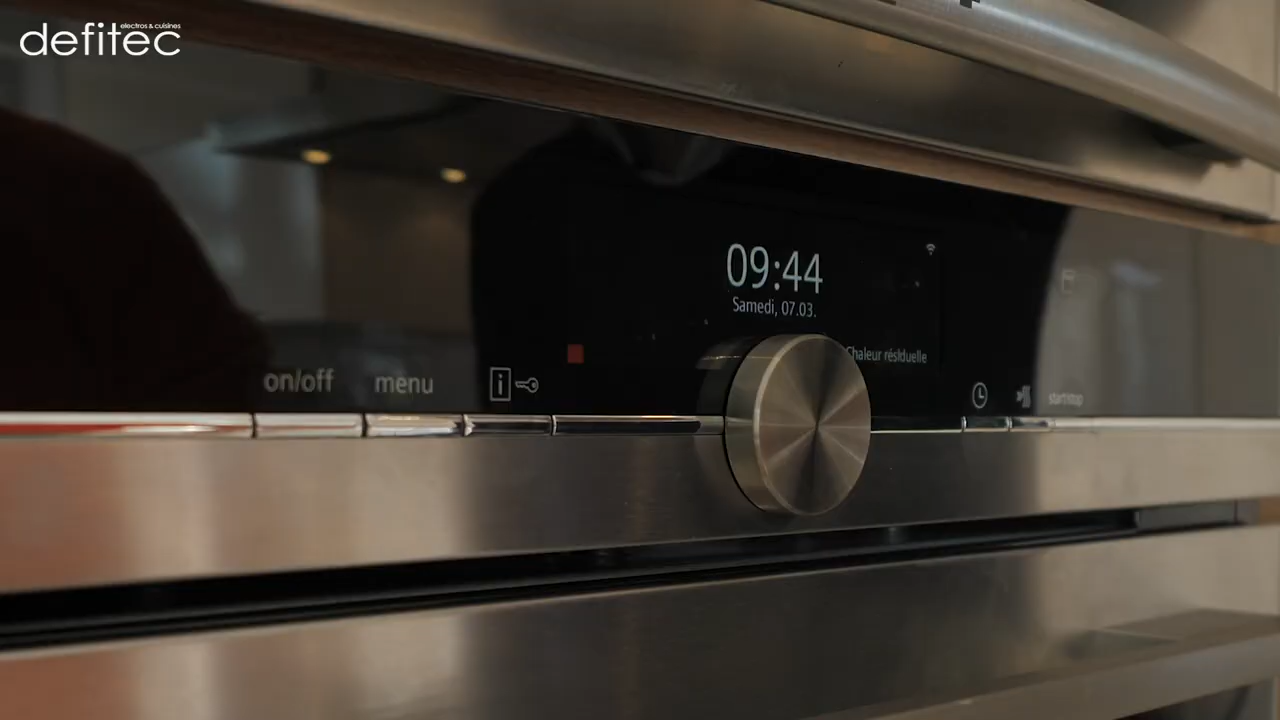 electros & cuisines
defitec
09:44
Samedi, 07.03.
Chaleur résiduelle
on/off
menu
i
start/stop